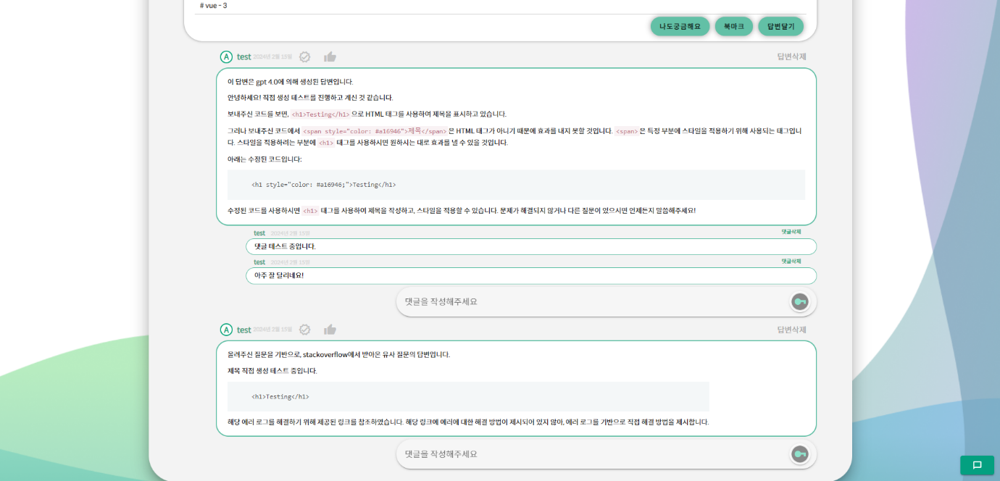 # vue - 3
나도궁금해요 북마크 답변달기
A test 2024년 2월 15일 답변삭제
이 답변은 gpt 4.0에 의해 생성된 답변입니다.
안녕하세요! 직접 생성 테스트를 진행하고 계신 것 같습니다.
보내주신 코드를 보면, <h1>Testing</h1> 으로 HTML 태그를 사용하여 제목을 표시하고 있습니다.
그러나 보내주신 코드에서 <span style="color: #a16946">제목</span> 은 HTML 태그가 아니기 때문에 효과를 내지 못할 것입니다. <span> 은 특정 부분에 스타일을 적용하기 위해 사용되는 태그입니
다. 스타일을 적용하려는 부분에 <h1> 태그를 사용하시면 원하시는 대로 효과를 낼 수 있을 것입니다.
아래는 수정된 코드입니다:
<h1 style="color: #a16946;">Testing</h1>
수정된 코드를 사용하시면 <h1> 태그를 사용하여 제목을 작성하고, 스타일을 적용할 수 있습니다. 문제가 해결되지 않거나 다른 질문이 있으시면 언제든지 말씀해주세요!
test 2024년 2월 15일 댓글삭제
댓글 테스트 중입니다.
test 2024년 2월 15일 댓글삭제
아주 잘 달리네요!
댓글을 작성해주세요
A test 2024년 2월 15일 답변삭제
올려주신 질문을 기반으로, stackoverflow에서 받아온 유사 질문의 답변입니다.
제목 직접 생성 테스트 중입니다.
<h1>Testing</h1>
해당 에러 로그를 해결하기 위해 제공된 링크를 참조하였습니다. 해당 링크에 에러에 대한 해결 방법이 제시되어 있지 않아, 에러 로그를 기반으로 직접 해결 방법을 제시합니다.
댓글을 작성해주세요